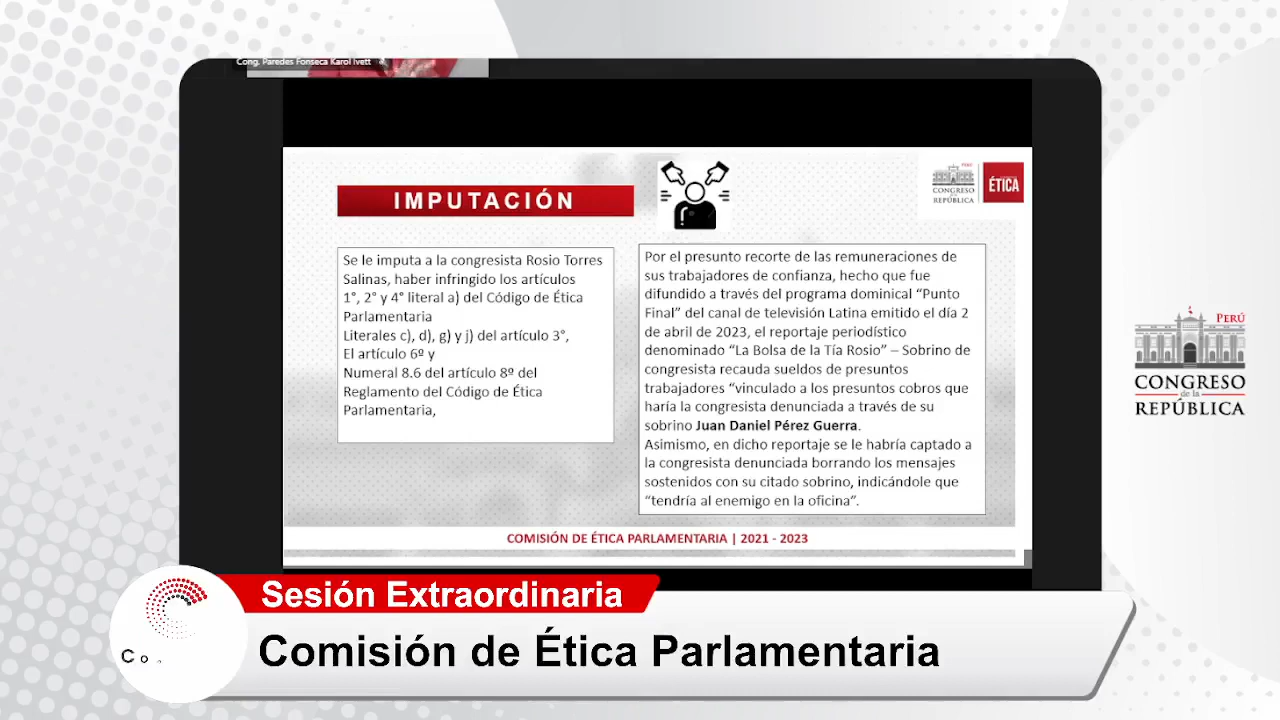 Cong. Paredes Fonseca Karol Ivett
IMPUTACIÓN
PERÚ
CONGRESO
de la
REPÚBLICA
ÉTICA
Se le imputa a la congresista Rosio Torres
Salinas, haber infringido los artículos
1°, 2° y 4° literal a) del Código de Ética
Parlamentaria
Literales c), d), g) y j) del artículo 3°,
El artículo 6º y
Numeral 8.6 del artículo 8º del
Reglamento del Código de Ética
Parlamentaria,
Por el presunto recorte de las remuneraciones de
sus trabajadores de confianza, hecho que fue
difundido a través del programa dominical “Punto
Final” del canal de televisión Latina emitido el día 2
de abril de 2023, el reportaje periodístico
denominado “La Bolsa de la Tía Rosio” – Sobrino de
congresista recauda sueldos de presuntos
trabajadores “vinculado a los presuntos cobros que
haría la congresista denunciada a través de su
sobrino Juan Daniel Pérez Guerra.
Asimismo, en dicho reportaje se le habría captado a
la congresista denunciada borrando los mensajes
sostenidos con su citado sobrino, indicándole que
“tendría al enemigo en la oficina”.
COMISIÓN DE ÉTICA PARLAMENTARIA | 2021 - 2023
PERÚ
CONGRESO
de la
REPÚBLICA
Sesión Extraordinaria
Comisión de Ética Parlamentaria
Co